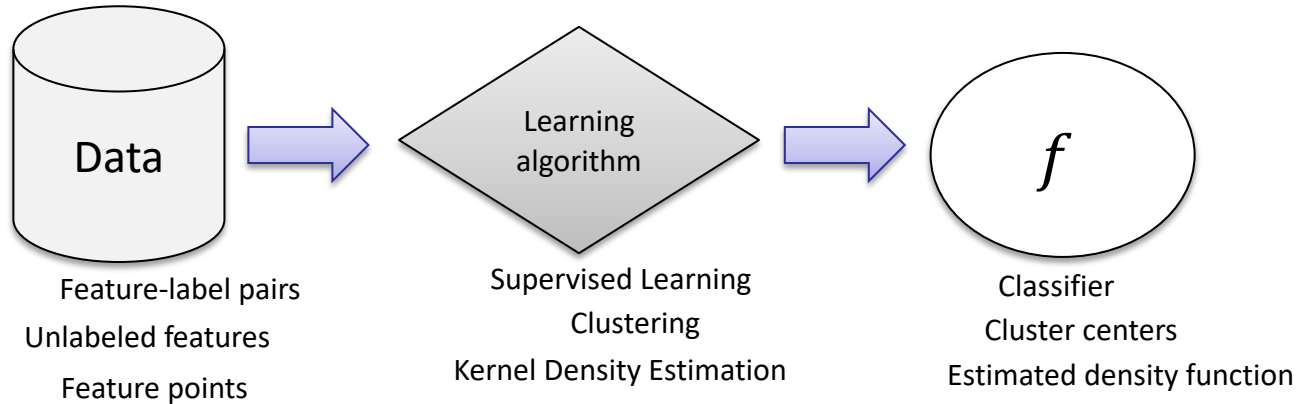 Data
Learning
algorithm
f
Feature-label pairs
Unlabeled features
Feature points
Supervised Learning
Clustering
Kernel Density Estimation
Classifier
Cluster centers
Estimated density function